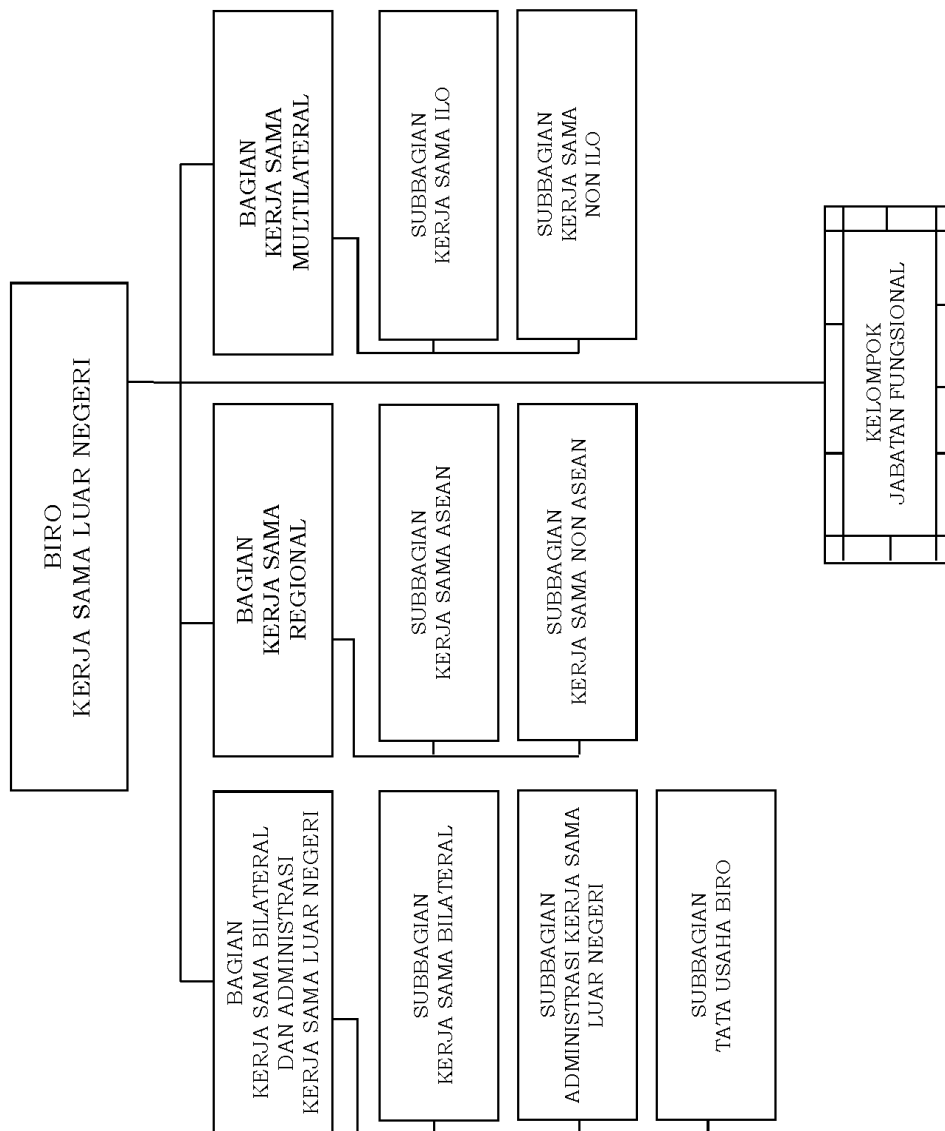 BIRO
KERJA SAMA LUAR NEGERI
BAGIAN
KERJA SAMA BILATERAL
DAN ADMINISTRASI
KERJA SAMA LUAR NEGERI
SUBBAGIAN
KERJA SAMA BILATERAL
SUBBAGIAN
ADMINISTRASI KERJA SAMA
LUAR NEGERI
SUBBAGIAN
TATA USAHA BIRO
BAGIAN
KERJA SAMA
REGIONAL
SUBBAGIAN
KERJA SAMA ASEAN
SUBBAGIAN
KERJA SAMA NON ASEAN
BAGIAN
KERJA SAMA
MULTILATERAL
SUBBAGIAN
KERJA SAMA ILO
SUBBAGIAN
KERJA SAMA
NON ILO
KELOMPOK
JABATAN FUNGSIONAL